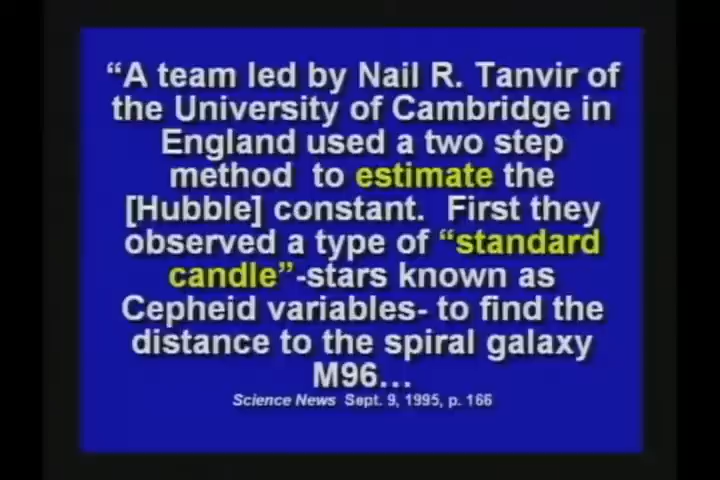 “A team led by Nail R. Tanvir of
the University of Cambridge in
England used a two step
method to estimate the
[Hubble] constant. First they
observed a type of “standard
candle”-stars known as
Cepheid variables- to find the
distance to the spiral galaxy
M96...
Science News Sept. 9, 1995, p. 166